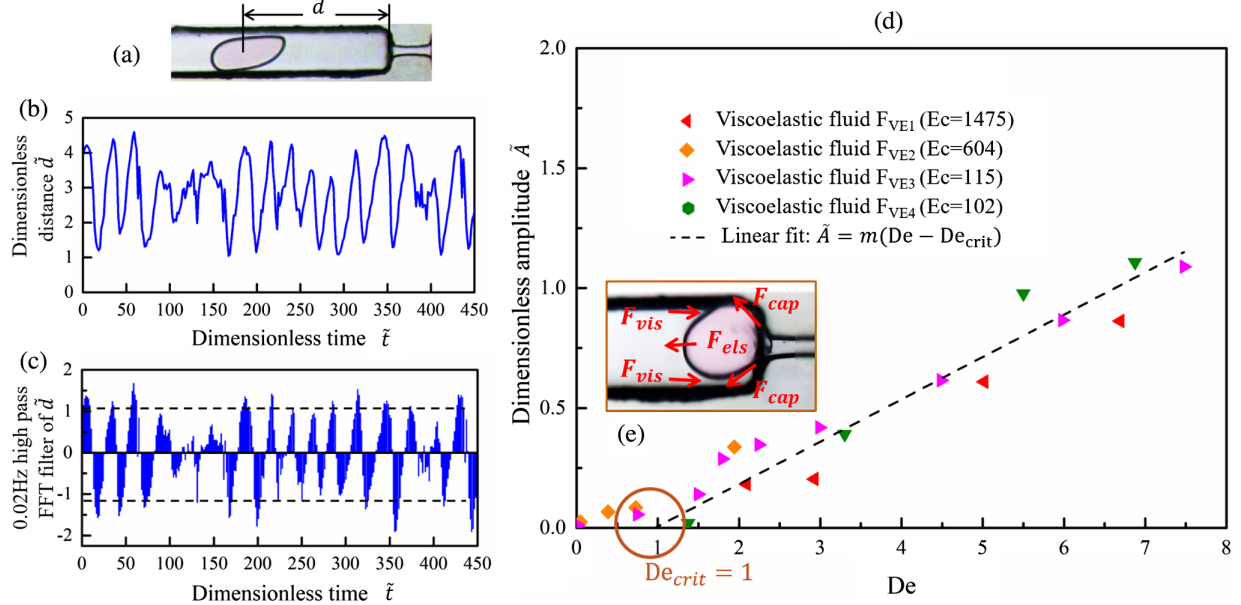 (a)
d
(b)
Dimensionless
distance d̃
5
4
3
2
1
0
0 50 100 150 200 250 300 350 400 450
Dimensionless time t̃
(c)
0.02Hz high pass
FFT filter of d̃
2
1
0
-1
-2
0 50 100 150 200 250 300 350 400 450
Dimensionless time t̃
(d)
Dimensionless amplitude Ã
2.0
1.5
1.0
0.5
0.0
0 1 2 3 4 5 6 7 8
De
Viscoelastic fluid F_VE1 (Ec=1475)
Viscoelastic fluid F_VE2 (Ec=604)
Viscoelastic fluid F_VE3 (Ec=115)
Viscoelastic fluid F_VE4 (Ec=102)
Linear fit: Ã = m(De − De_crit)
F_cap
F_vis
F_els
F_vis
F_cap
(e)
De_crit = 1